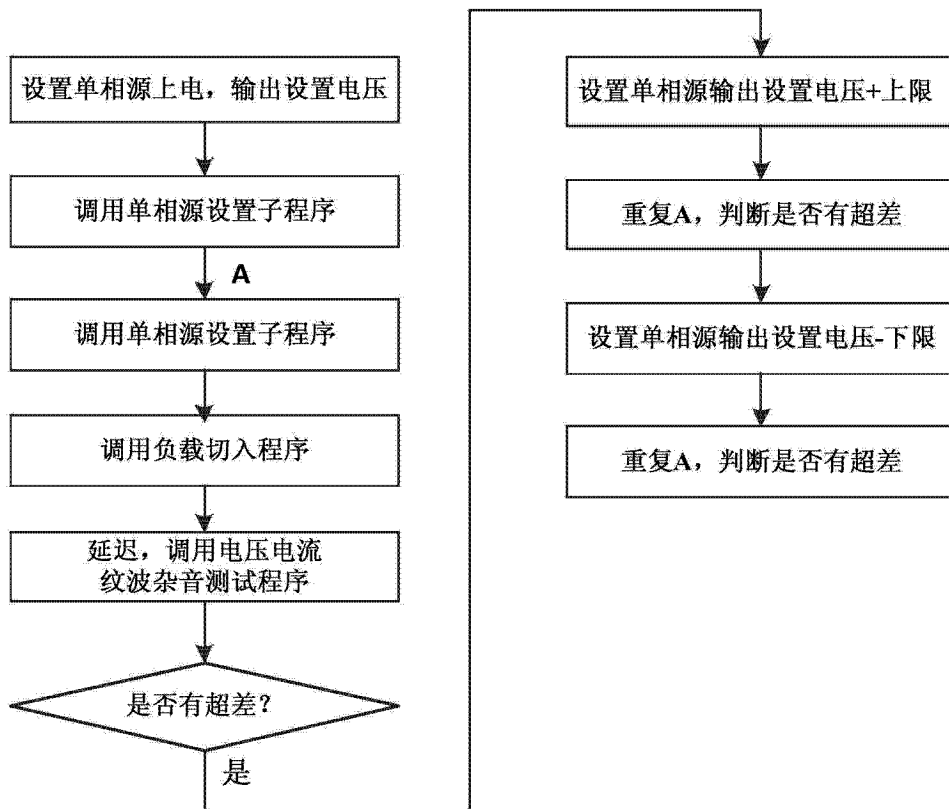 设置单相源上电，输出设置电压
调用单相源设置子程序
A
调用单相源设置子程序
调用负载切入程序
延迟，调用电压电流
纹波杂音测试程序
是否有超差？
是
设置单相源输出设置电压+上限
重复A，判断是否有超差
设置单相源输出设置电压-下限
重复A，判断是否有超差